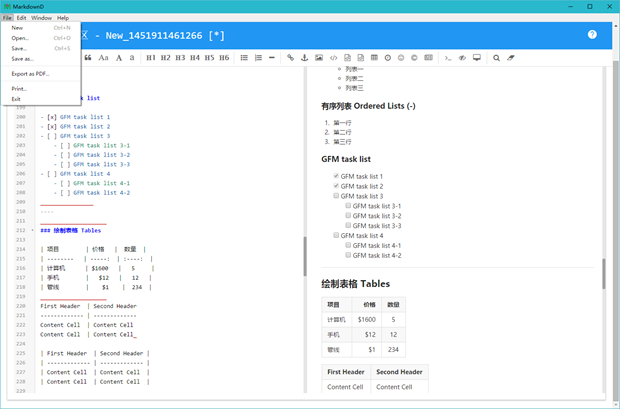 MarkdownD
File Edit Window Help
New Ctrl+N
Open... Ctrl+O
Save... Ctrl+S
Save as...
Export as PDF...
Print...
Exit
- New_1451911461266 [*]
Aa A a H1 H2 H3 H4 H5 H6
199
200 - [x] GFM task list 1
201 - [x] GFM task list 2
202 - [ ] GFM task list 3
203 - [ ] GFM task list 3-1
204 - [ ] GFM task list 3-2
205 - [ ] GFM task list 3-3
206 - [ ] GFM task list 4
207 - [ ] GFM task list 4-1
208 - [ ] GFM task list 4-2
209
210 ----
211
212 ### 绘制表格 Tables
213
214 | 项目 | 价格 | 数量 |
215 | -------- | -----: | :----: |
216 | 计算机 | $1600 | 5 |
217 | 手机 | $12 | 12 |
218 | 管线 | $1 | 234 |
219
220 First Header | Second Header
221 ------------- | -------------
222 Content Cell | Content Cell
223 Content Cell | Content Cell_
224
225 | First Header | Second Header |
226 | ------------- | ------------- |
227 | Content Cell | Content Cell |
228 | Content Cell | Content Cell |
229
列表一
列表二
列表三
有序列表 Ordered Lists (-)
1. 第一行
2. 第二行
3. 第三行
GFM task list
GFM task list 1
GFM task list 2
GFM task list 3
GFM task list 3-1
GFM task list 3-2
GFM task list 3-3
GFM task list 4
GFM task list 4-1
GFM task list 4-2
绘制表格 Tables
项目 价格 数量
计算机 $1600 5
手机 $12 12
管线 $1 234
First Header Second Header
Content Cell Content Cell